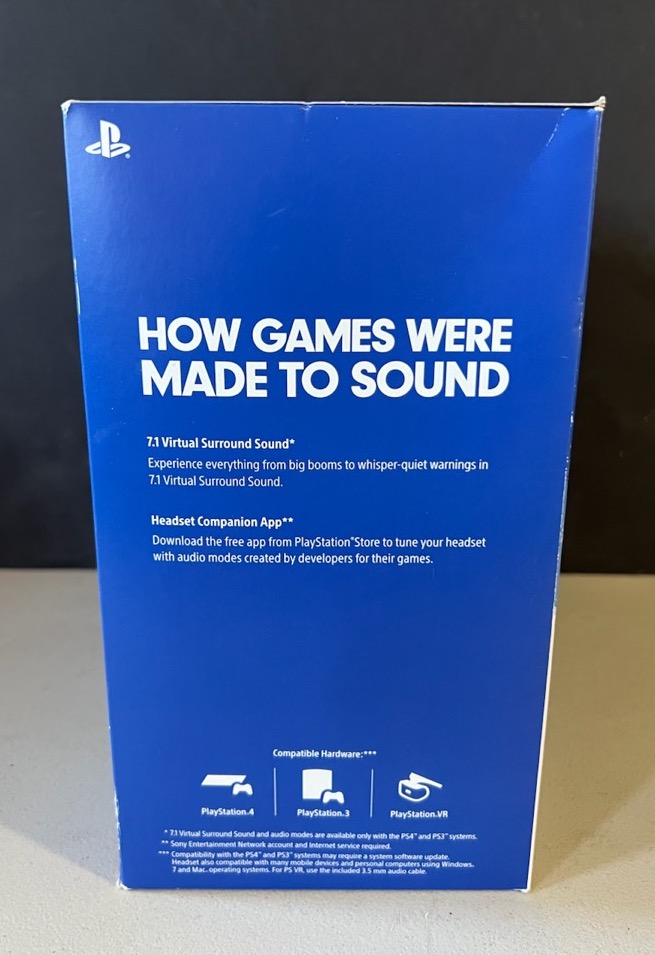 HOW GAMES WERE
MADE TO SOUND
7.1 Virtual Surround Sound*
Experience everything from big booms to whisper-quiet warnings in
7.1 Virtual Surround Sound.
Headset Companion App**
Download the free app from PlayStation®Store to tune your headset
with audio modes created by developers for their games.
Compatible Hardware:***
PlayStation®4
PlayStation®3
PlayStation®VR
* 7.1 Virtual Surround Sound and audio modes are available only with the PS4™ and PS3™ systems.
** Sony Entertainment Network account and Internet service required.
*** Compatibility with the PS4™ and PS3™ systems may require a system software update.
Headset also compatible with many mobile devices and personal computers using Windows®
7 and Mac® operating systems. For PS VR, use the included 3.5 mm audio cable.